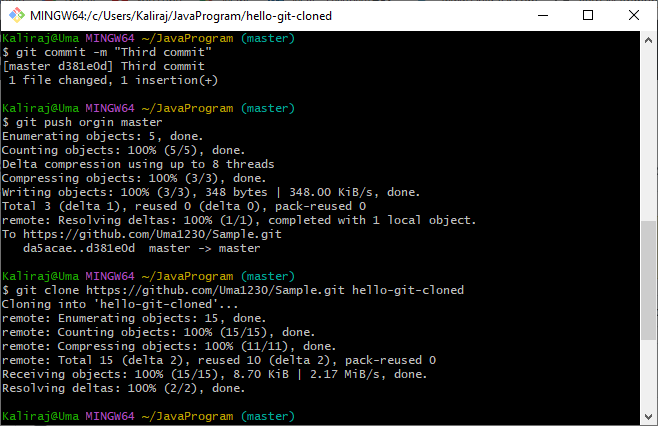 MINGW64:/c/Users/Kaliraj/JavaProgram/hello-git-cloned
Kaliraj@Uma MINGW64 ~/JavaProgram (master)
$ git commit -m "Third commit"
[master d381e0d] Third commit
 1 file changed, 1 insertion(+)
Kaliraj@Uma MINGW64 ~/JavaProgram (master)
$ git push orgin master
Enumerating objects: 5, done.
Counting objects: 100% (5/5), done.
Delta compression using up to 8 threads
Compressing objects: 100% (3/3), done.
Writing objects: 100% (3/3), 348 bytes | 348.00 KiB/s, done.
Total 3 (delta 1), reused 0 (delta 0), pack-reused 0
remote: Resolving deltas: 100% (1/1), completed with 1 local object.
To https://github.com/Uma1230/Sample.git
   da5acae..d381e0d  master -> master
Kaliraj@Uma MINGW64 ~/JavaProgram (master)
$ git clone https://github.com/Uma1230/Sample.git hello-git-cloned
Cloning into 'hello-git-cloned'...
remote: Enumerating objects: 15, done.
remote: Counting objects: 100% (15/15), done.
remote: Compressing objects: 100% (11/11), done.
remote: Total 15 (delta 2), reused 10 (delta 2), pack-reused 0
Receiving objects: 100% (15/15), 8.70 KiB | 2.17 MiB/s, done.
Resolving deltas: 100% (2/2), done.
Kaliraj@Uma MINGW64 ~/JavaProgram (master)